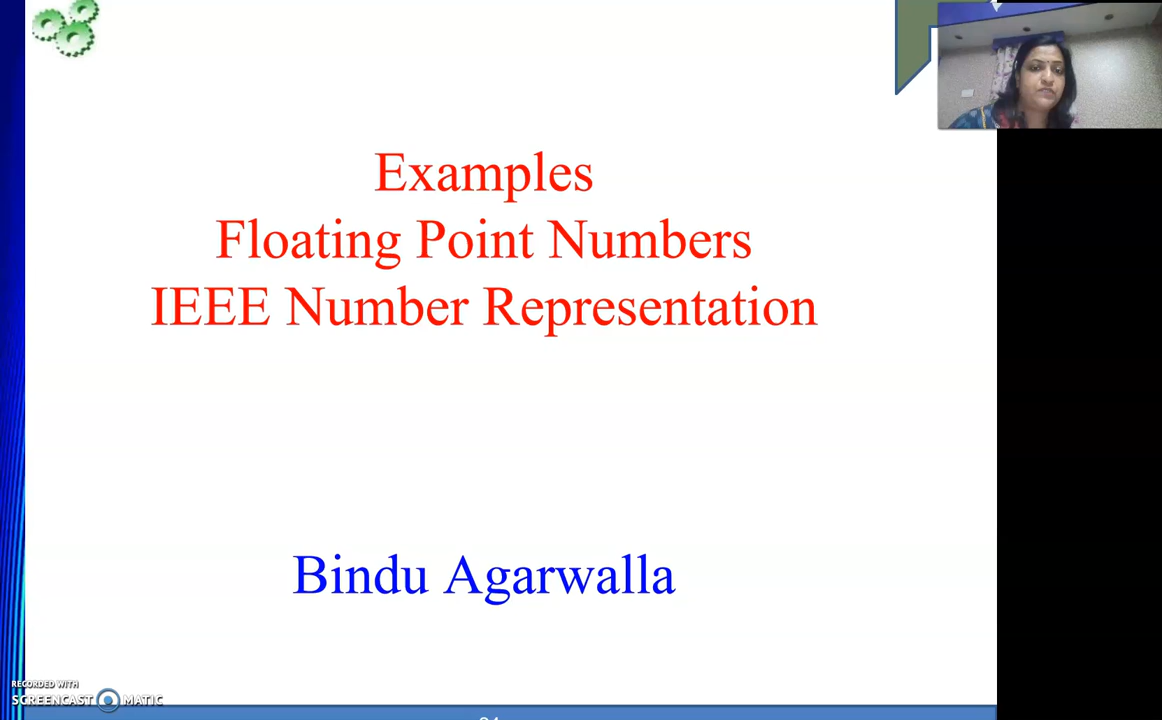 Examples
Floating Point Numbers
IEEE Number Representation
Bindu Agarwalla
RECORDED WITH
SCREENCAST MATIC